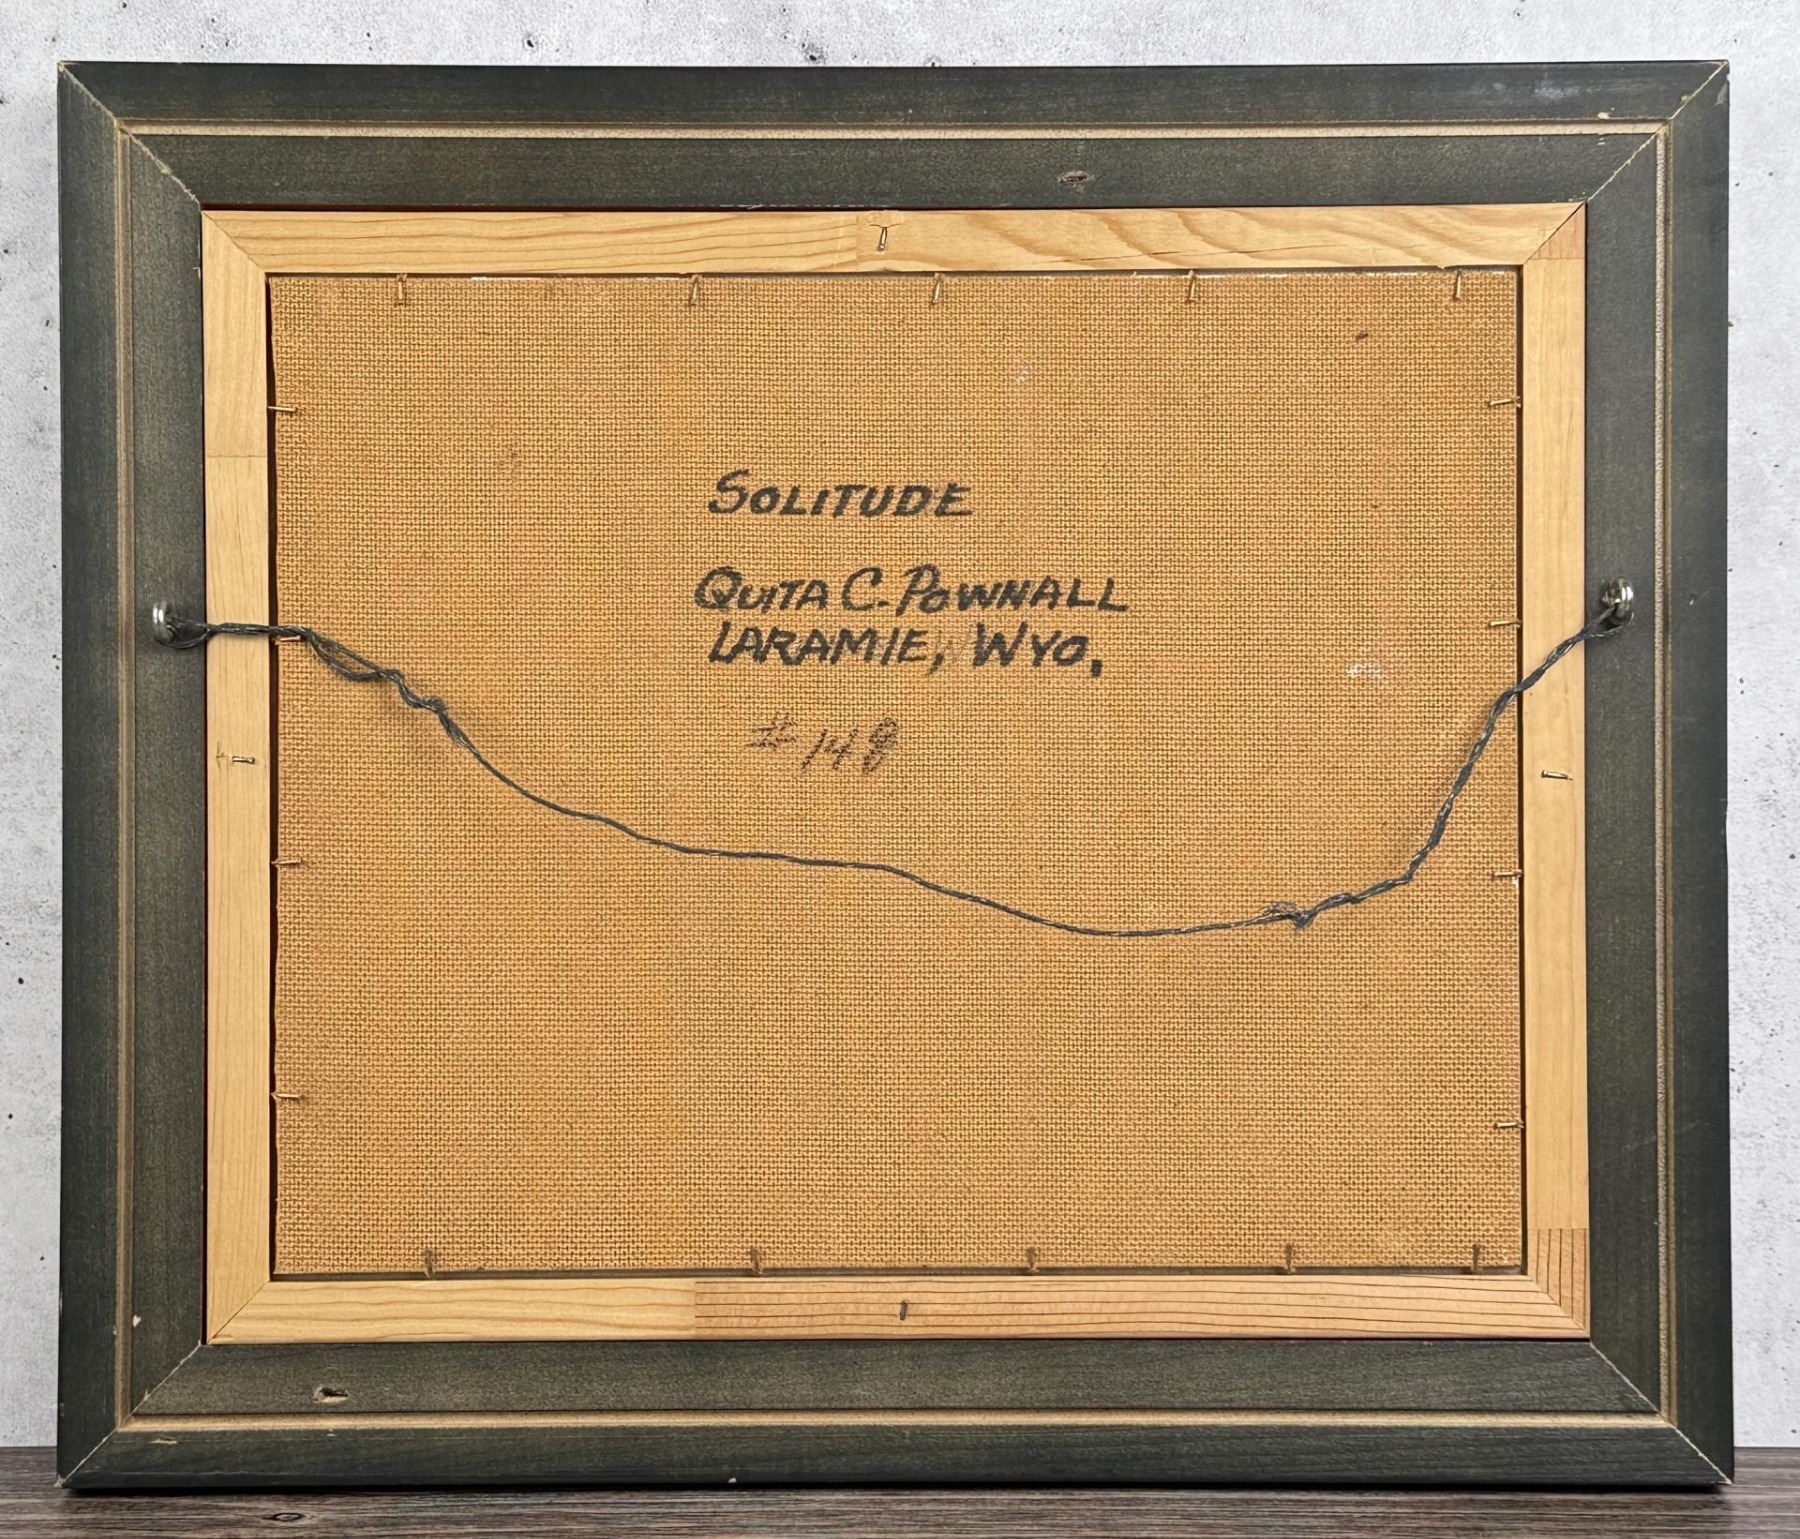 SOLITUDE
QUITA C. POWNALL
LARAMIE, WYO.
# 148